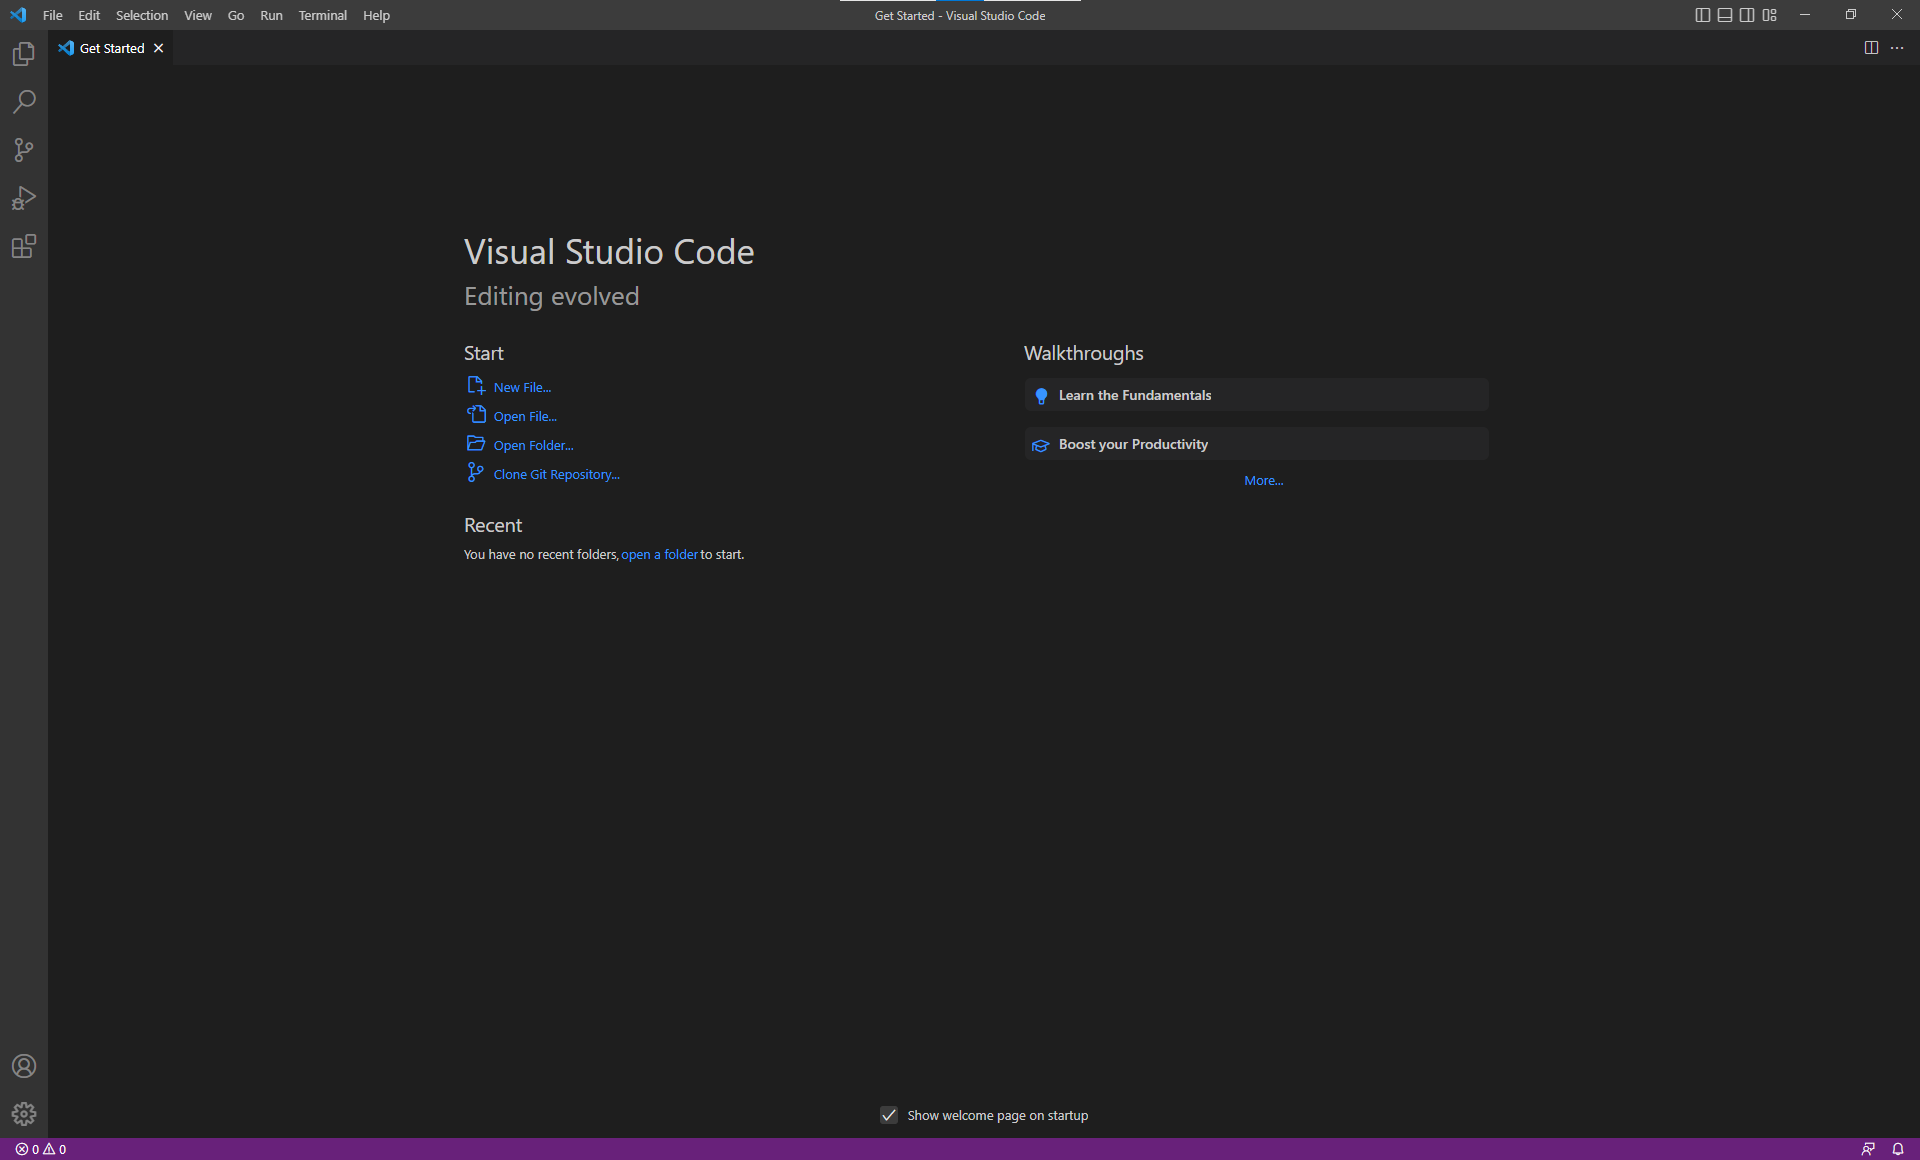 File Edit Selection View Go Run Terminal Help
Get Started - Visual Studio Code
Get Started
Visual Studio Code
Editing evolved
Start
New File...
Open File...
Open Folder...
Clone Git Repository...
Recent
You have no recent folders, open a folder to start.
Walkthroughs
Learn the Fundamentals
Boost your Productivity
More...
Show welcome page on startup
0 0